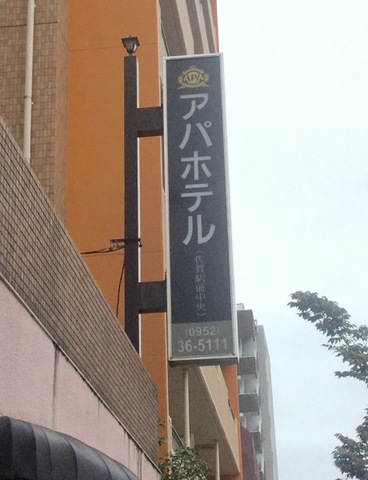 APA
アパホテル
〈佐賀駅前中央〉
(0952)
36-5111